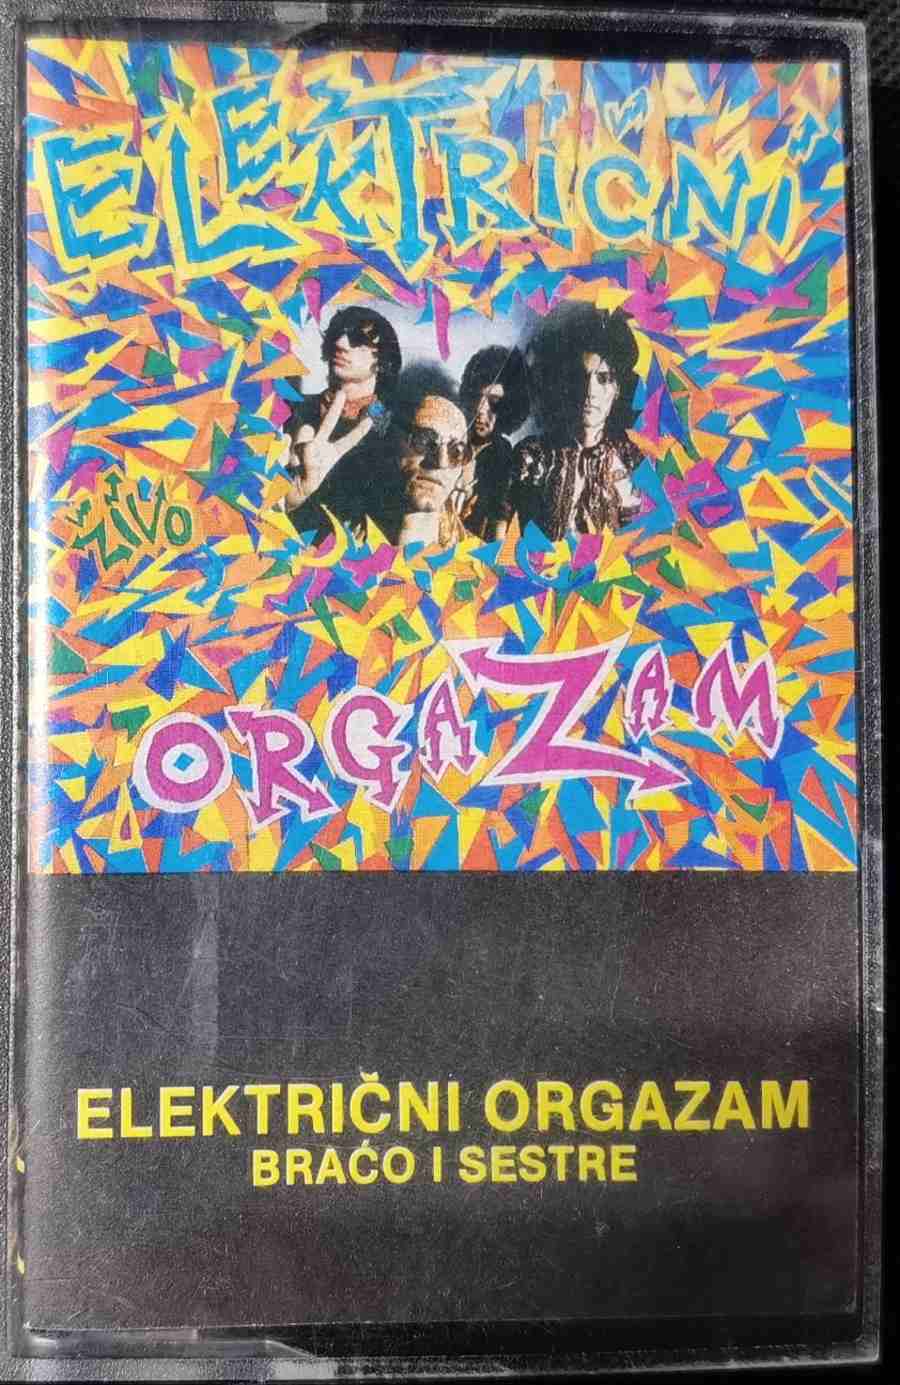 ELEKTRIČNI
ŽIVO
ORGAZAM
ELEKTRIČNI ORGAZAM
BRAĆO I SESTRE